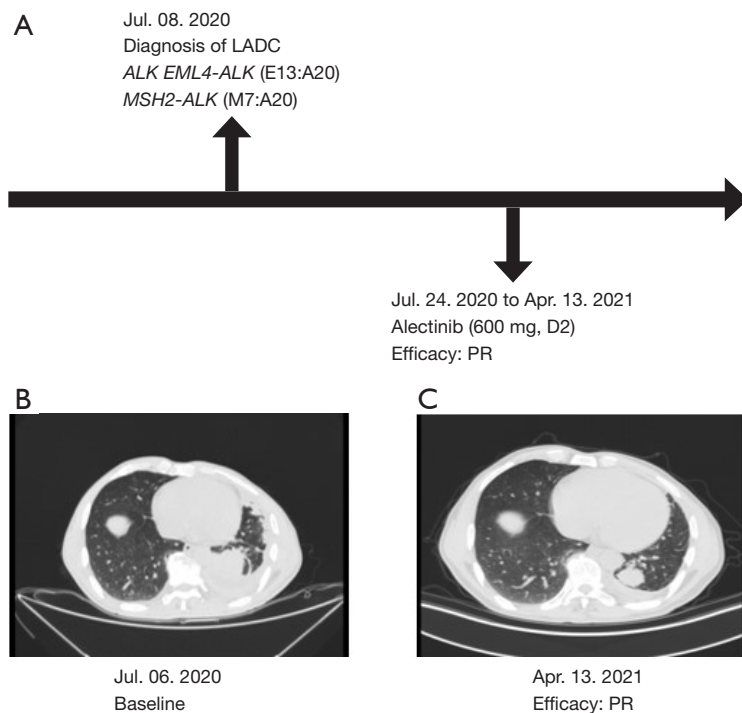 A
Jul. 08. 2020
Diagnosis of LADC
ALK EML4-ALK (E13:A20)
MSH2-ALK (M7:A20)
Jul. 24. 2020 to Apr. 13. 2021
Alectinib (600 mg, D2)
Efficacy: PR
B
C
Jul. 06. 2020
Baseline
Apr. 13. 2021
Efficacy: PR